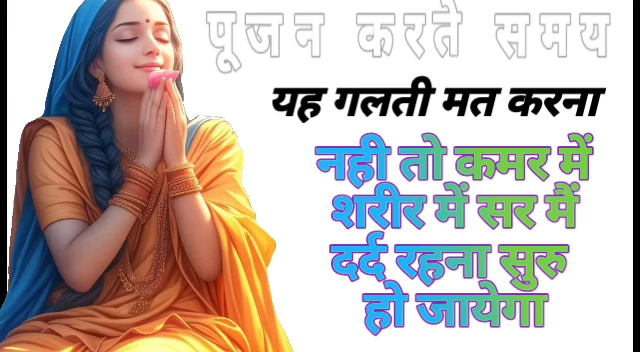 पूजन करते समय
यह गलती मत करना
नही तो कमर में
शरीर में सर मैं
दर्द रहना सुरु
हो जायेगा